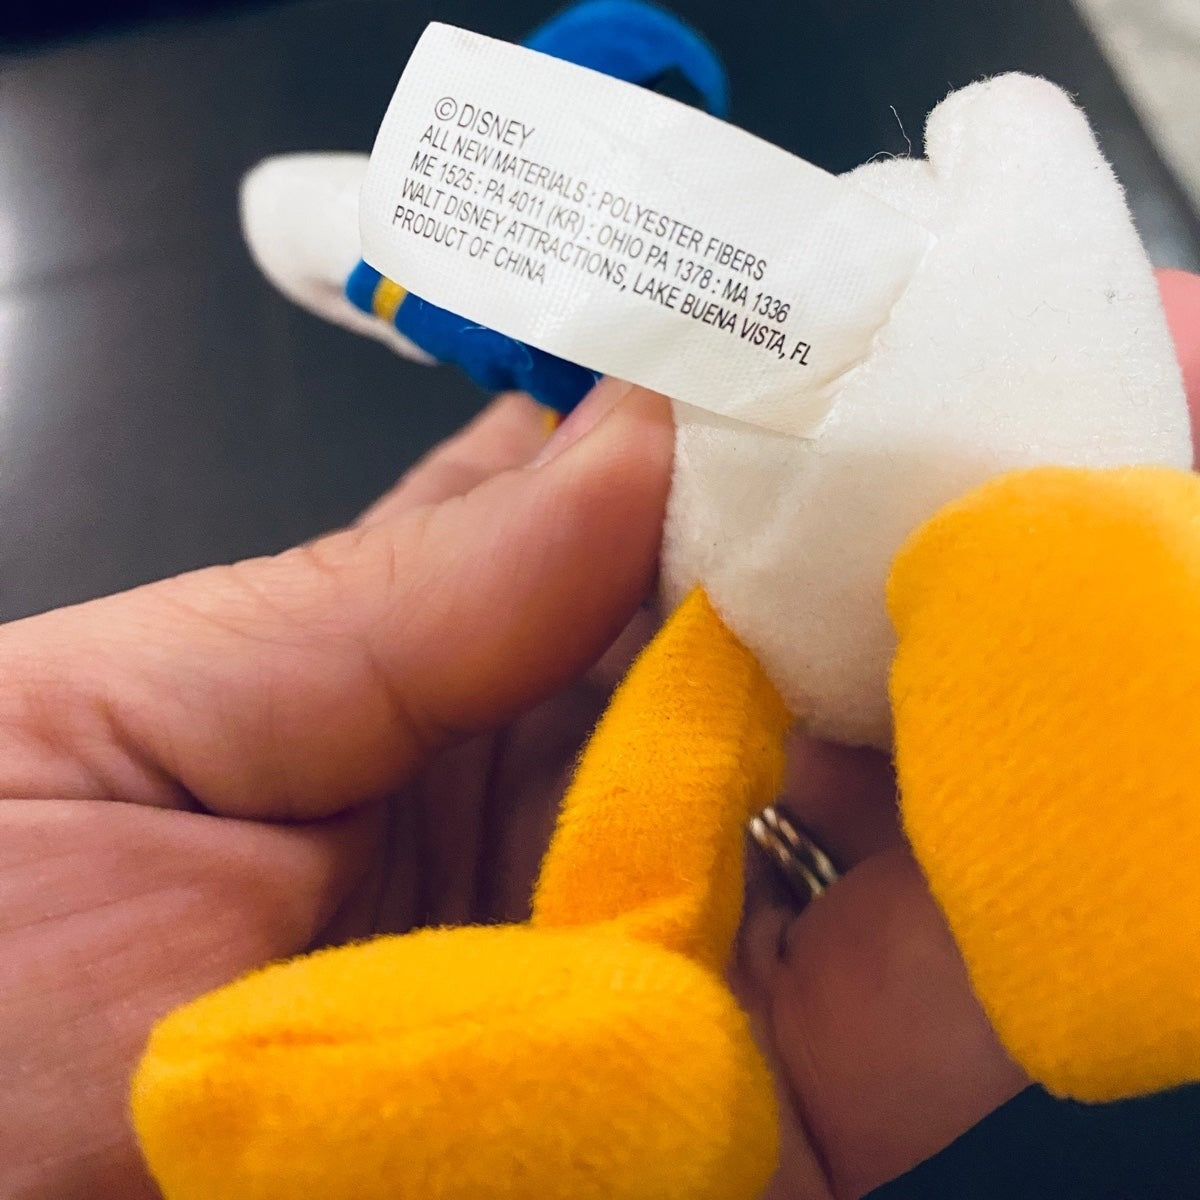 © DISNEY
ALL NEW MATERIALS : POLYESTER FIBERS
ME 1525 : PA 4011 (KR) : OHIO PA 1378 : MA 1336
WALT DISNEY ATTRACTIONS, LAKE BUENA VISTA, FL
PRODUCT OF CHINA